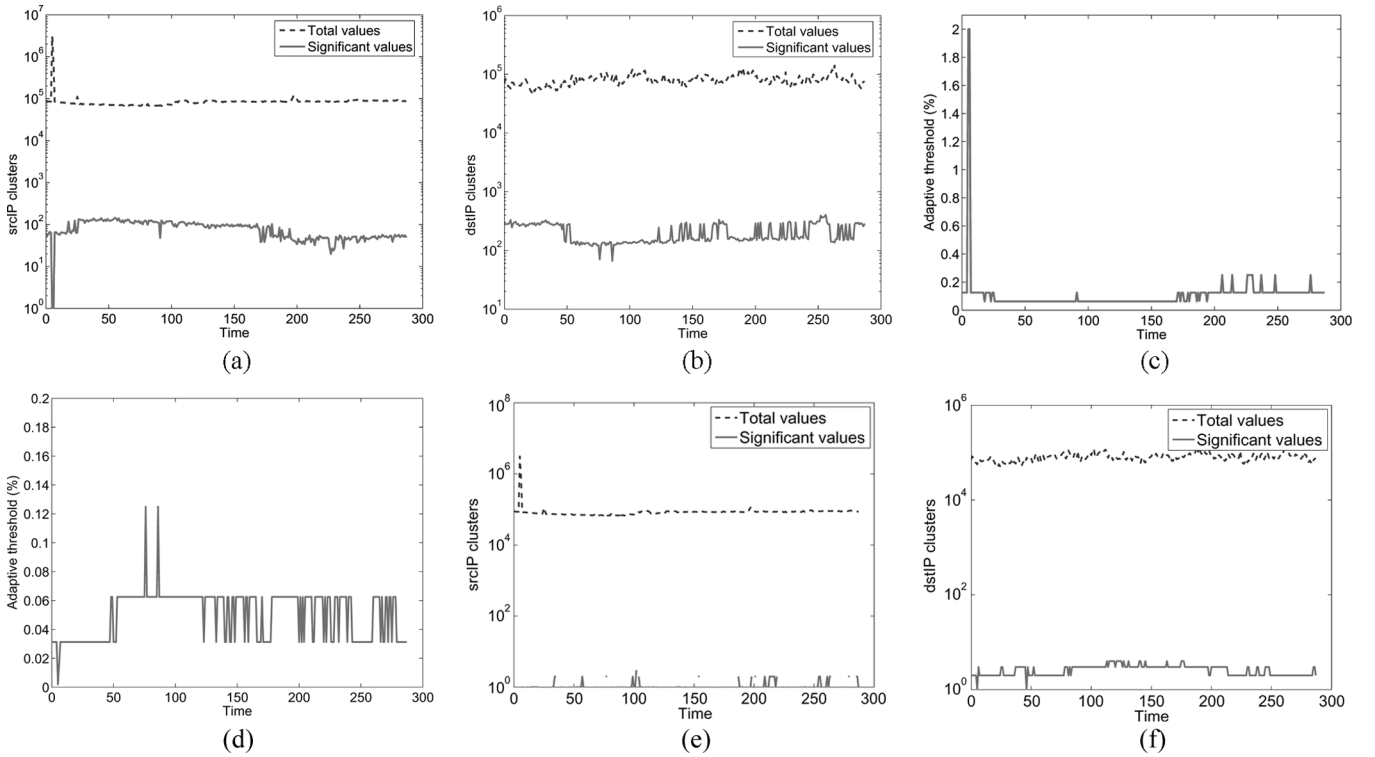 10^7
10^6
10^5
10^4
10^3
10^2
10^1
10^0
srcIP clusters
0 50 100 150 200 250 300
Time
Total values
Significant values
(a)
10^6
10^5
10^4
10^3
10^2
10^1
dstIP clusters
0 50 100 150 200 250 300
Time
Total values
Significant values
(b)
2
1.8
1.6
1.4
1.2
1
0.8
0.6
0.4
0.2
0
Adaptive threshold (%)
0 50 100 150 200 250 300
Time
(c)
0.2
0.18
0.16
0.14
0.12
0.1
0.08
0.06
0.04
0.02
0
Adaptive threshold (%)
0 50 100 150 200 250 300
Time
(d)
10^8
10^6
10^4
10^2
10^0
srcIP clusters
0 50 100 150 200 250 300
Time
Total values
Significant values
(e)
10^6
10^4
10^2
10^0
dstIP clusters
0 50 100 150 200 250 300
Time
Total values
Significant values
(f)